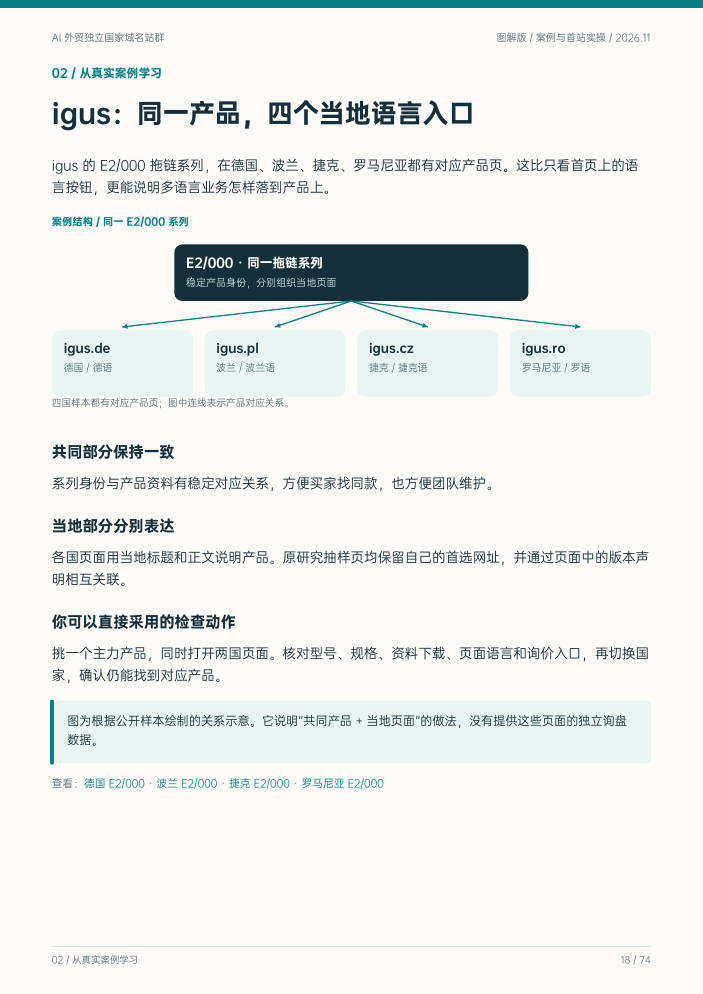 AI 外贸独立国家域名站群
图解版 / 案例与首站实操 / 2026.11
02 / 从真实案例学习
igus：同一产品，四个当地语言入口
igus 的 E2/000 拖链系列，在德国、波兰、捷克、罗马尼亚都有对应产品页。这比只看首页上的语
言按钮，更能说明多语言业务怎样落到产品上。
案例结构 / 同一 E2/000 系列
E2/000 · 同一拖链系列
稳定产品身份，分别组织当地页面
igus.de
德国 / 德语
igus.pl
波兰 / 波兰语
igus.cz
捷克 / 捷克语
igus.ro
罗马尼亚 / 罗语
四国样本都有对应产品页；图中连线表示产品对应关系。
共同部分保持一致
系列身份与产品资料有稳定对应关系，方便买家找同款，也方便团队维护。
当地部分分别表达
各国页面用当地标题和正文说明产品。原研究抽样页均保留自己的首选网址，并通过页面中的版本声
明相互关联。
你可以直接采用的检查动作
挑一个主力产品，同时打开两国页面。核对型号、规格、资料下载、页面语言和询价入口，再切换国
家，确认仍能找到对应产品。
图为根据公开样本绘制的关系示意。它说明“共同产品 + 当地页面”的做法，没有提供这些页面的独立询盘
数据。
查看：德国 E2/000 · 波兰 E2/000 · 捷克 E2/000 · 罗马尼亚 E2/000
02 / 从真实案例学习
18 / 74